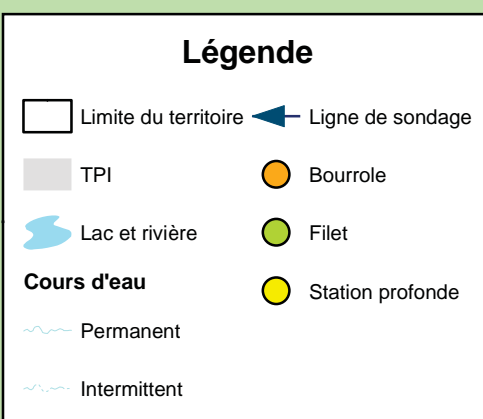 Légende
Limite du territoire
Ligne de sondage
TPI
Bourrole
Lac et rivière
Filet
Cours d'eau
Station profonde
Permanent
Intermittent